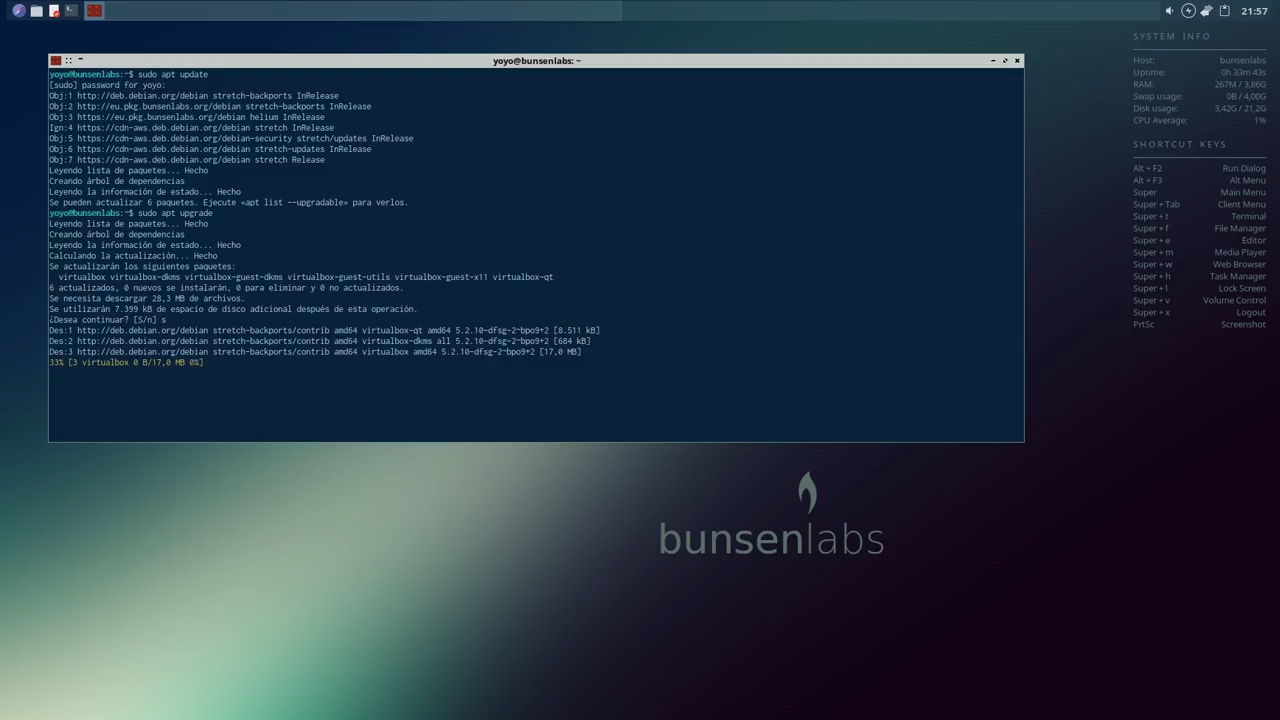 21:57
yoyo@bunsenlabs: ~
yoyo@bunsenlabs:~$ sudo apt update
[sudo] password for yoyo:
Obj:1 http://deb.debian.org/debian stretch-backports InRelease
Obj:2 http://eu.pkg.bunsenlabs.org/debian stretch-backports InRelease
Obj:3 https://eu.pkg.bunsenlabs.org/debian helium InRelease
Ign:4 https://cdn-aws.deb.debian.org/debian stretch InRelease
Obj:5 https://cdn-aws.deb.debian.org/debian-security stretch/updates InRelease
Obj:6 https://cdn-aws.deb.debian.org/debian stretch-updates InRelease
Obj:7 https://cdn-aws.deb.debian.org/debian stretch Release
Leyendo lista de paquetes... Hecho
Creando árbol de dependencias
Leyendo la información de estado... Hecho
Se pueden actualizar 6 paquetes. Ejecute «apt list --upgradable» para verlos.
yoyo@bunsenlabs:~$ sudo apt upgrade
Leyendo lista de paquetes... Hecho
Creando árbol de dependencias
Leyendo la información de estado... Hecho
Calculando la actualización... Hecho
Se actualizarán los siguientes paquetes:
virtualbox virtualbox-dkms virtualbox-guest-dkms virtualbox-guest-utils virtualbox-guest-x11 virtualbox-qt
6 actualizados, 0 nuevos se instalarán, 0 para eliminar y 0 no actualizados.
Se necesita descargar 28,3 MB de archivos.
Se utilizarán 7.399 kB de espacio de disco adicional después de esta operación.
¿Desea continuar? [S/n] s
Des:1 http://deb.debian.org/debian stretch-backports/contrib amd64 virtualbox-qt amd64 5.2.10-dfsg-2~bpo9+2 [8.511 kB]
Des:2 http://deb.debian.org/debian stretch-backports/contrib amd64 virtualbox-dkms all 5.2.10-dfsg-2~bpo9+2 [684 kB]
Des:3 http://deb.debian.org/debian stretch-backports/contrib amd64 virtualbox amd64 5.2.10-dfsg-2~bpo9+2 [17,0 MB]
33% [3 virtualbox 0 B/17,0 MB 0%]
SYSTEM INFO
Host: bunsenlabs
Uptime: 0h 33m 43s
RAM: 267M / 3,86G
Swap usage: 0B / 4,00G
Disk usage: 3,42G / 21,2G
CPU Average: 1%
SHORTCUT KEYS
Alt + F2 Run Dialog
Alt + F3 Alt Menu
Super Main Menu
Super + Tab Client Menu
Super + t Terminal
Super + f File Manager
Super + e Editor
Super + m Media Player
Super + w Web Browser
Super + h Task Manager
Super + l Lock Screen
Super + v Volume Control
Super + x Logout
PrtSc Screenshot
bunsenlabs